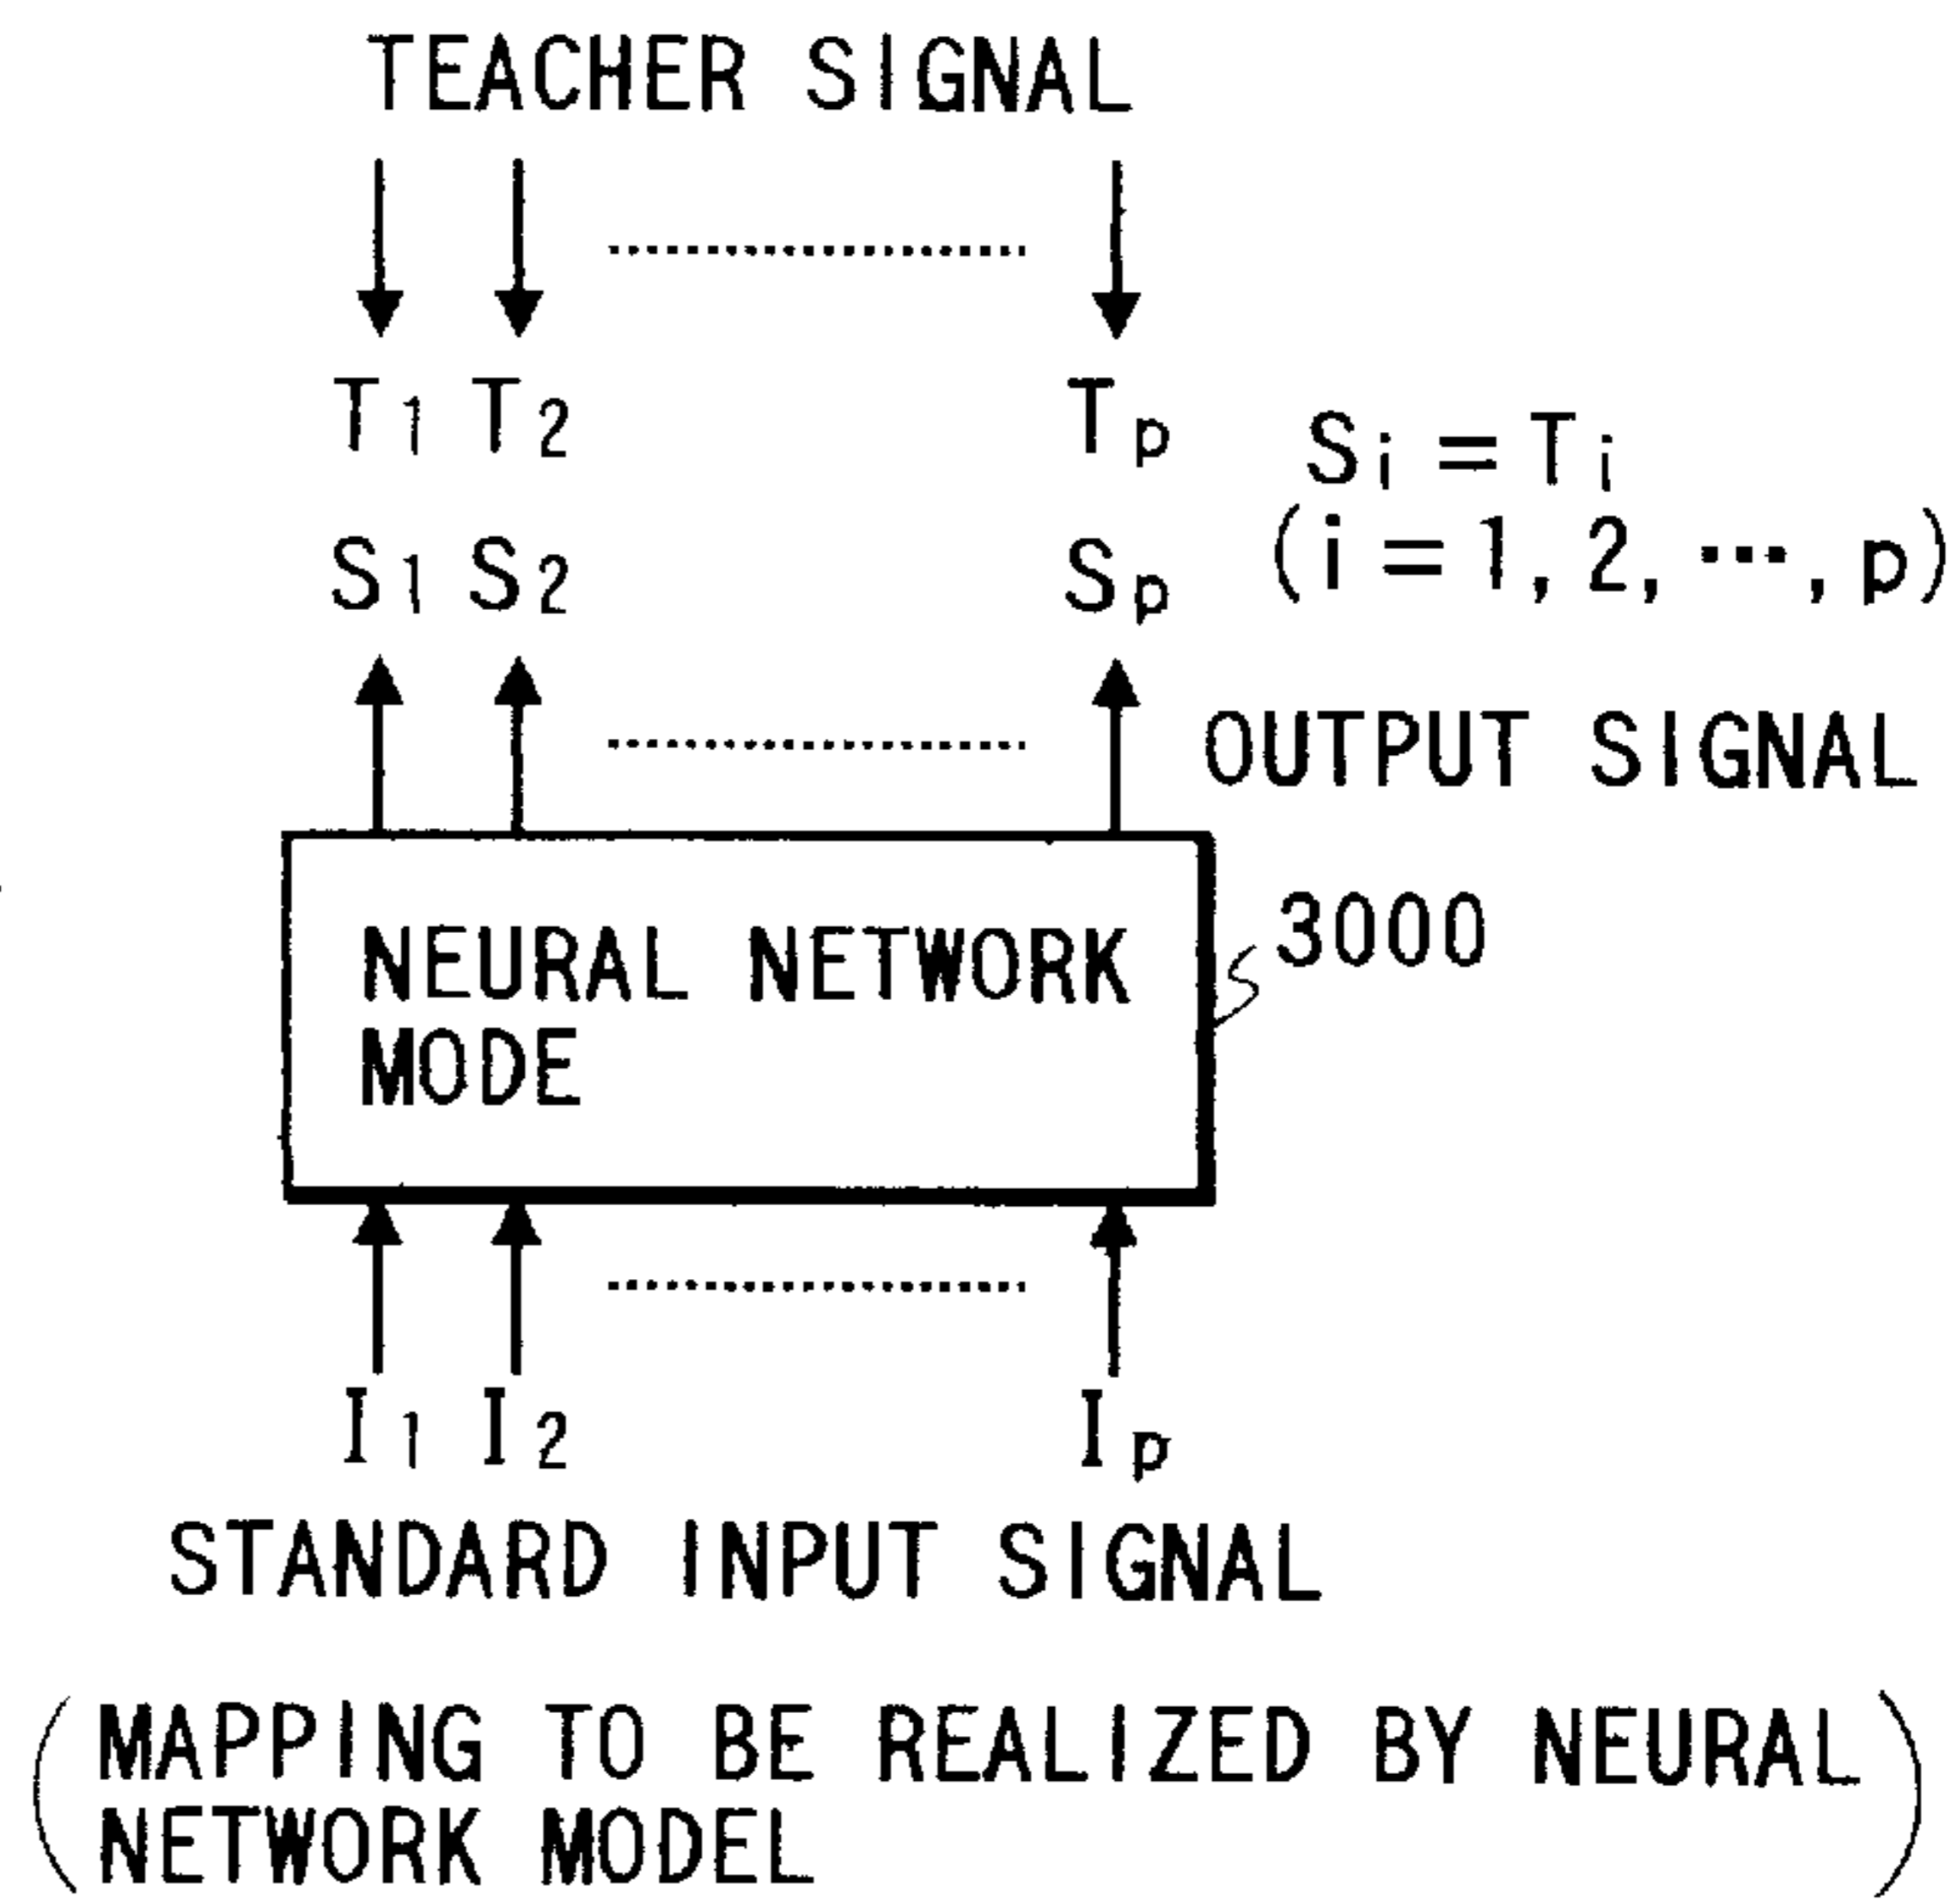 TEACHER SIGNAL
T1 T2 Tp
Si = Ti
S1 S2 Sp
(i = 1, 2, ..., p)
OUTPUT SIGNAL
NEURAL NETWORK
MODE
3000
I1 I2 Ip
STANDARD INPUT SIGNAL
(MAPPING TO BE REALIZED BY NEURAL
NETWORK MODEL)